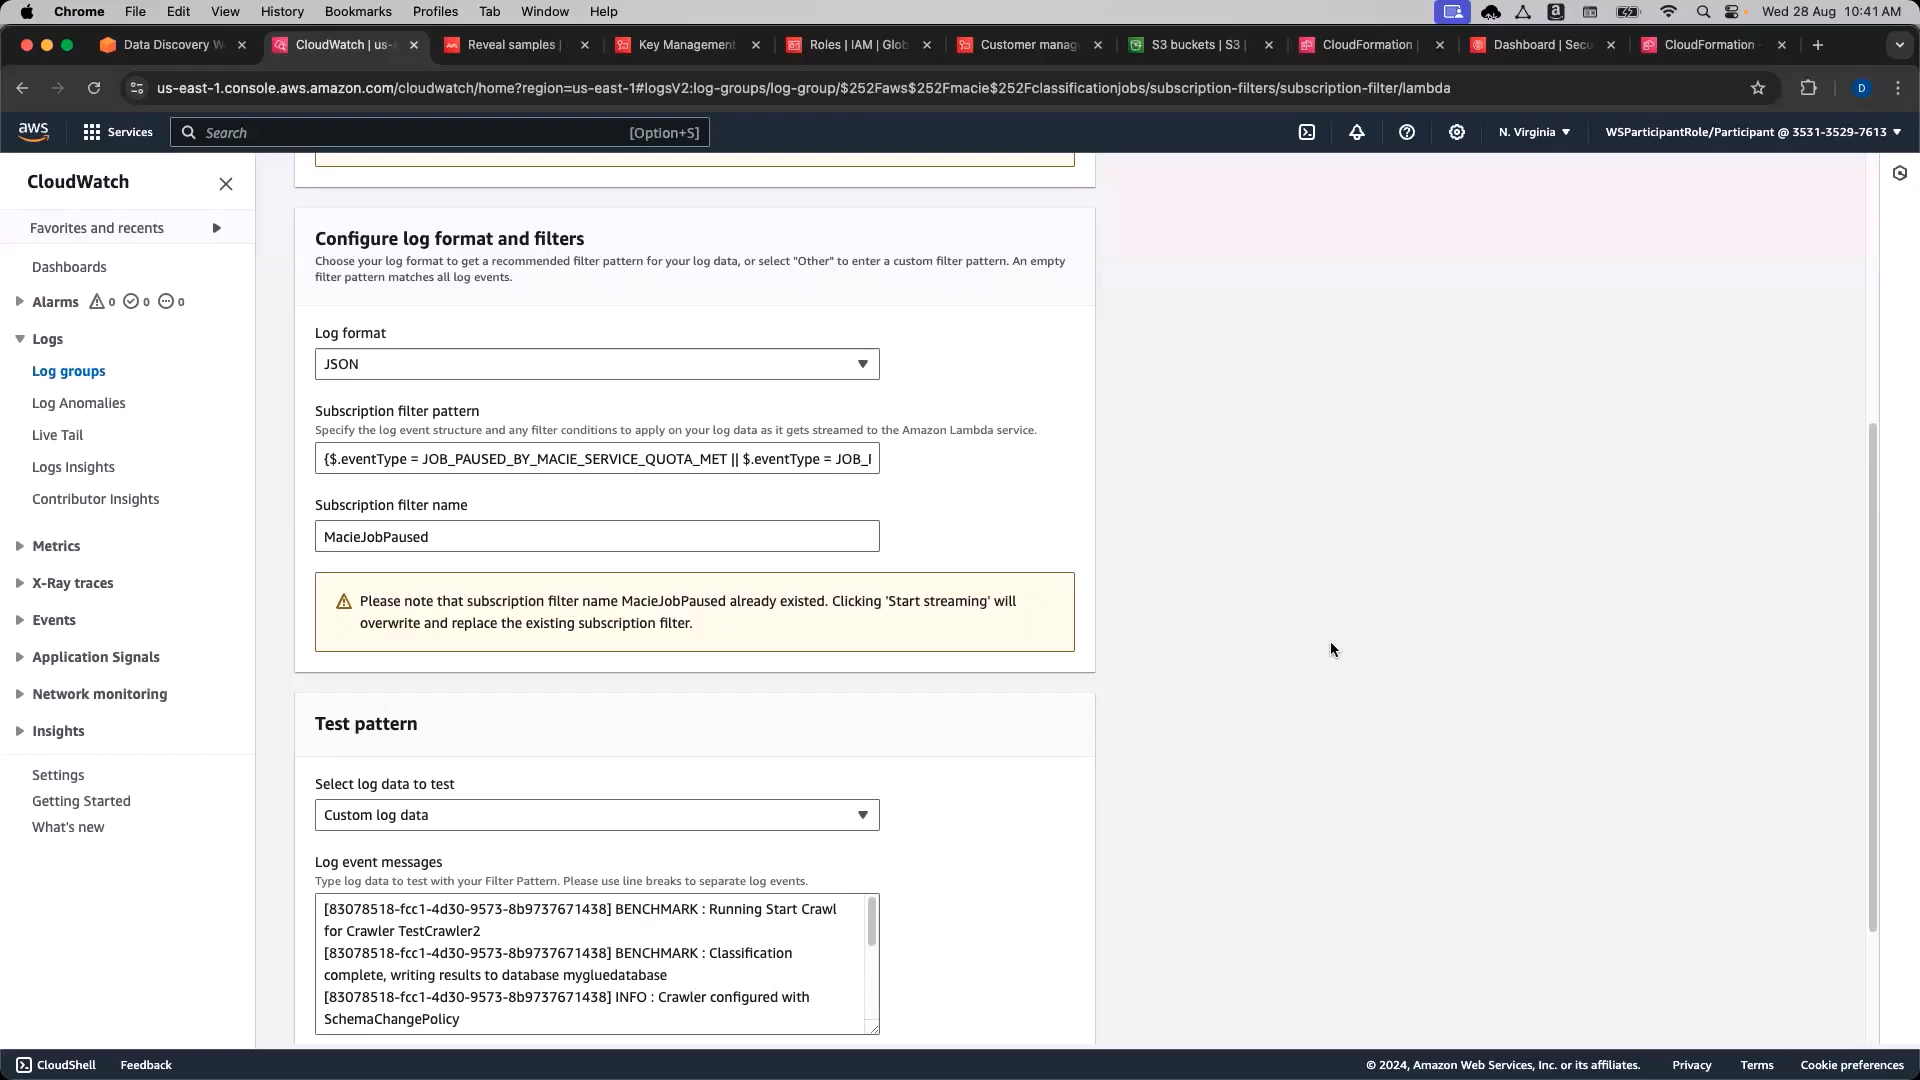 Chrome File Edit View History Bookmarks Profiles Tab Window Help
Wed 28 Aug 10:41 AM
Data Discovery W
CloudWatch | us-
Reveal samples |
Key Management
Roles | IAM | Glob
Customer manag
S3 buckets | S3 |
CloudFormation |
Dashboard | Secu
CloudFormation -
us-east-1.console.aws.amazon.com/cloudwatch/home?region=us-east-1#logsV2:log-groups/log-group/$252Faws$252Fmacie$252Fclassificationjobs/subscription-filters/subscription-filter/lambda
D
aws
Services
Search
[Option+S]
N. Virginia
WSParticipantRole/Participant @ 3531-3529-7613
CloudWatch
Favorites and recents
Dashboards
Alarms 0 0 0
Logs
Log groups
Log Anomalies
Live Tail
Logs Insights
Contributor Insights
Metrics
X-Ray traces
Events
Application Signals
Network monitoring
Insights
Settings
Getting Started
What's new
Configure log format and filters
Choose your log format to get a recommended filter pattern for your log data, or select "Other" to enter a custom filter pattern. An empty
filter pattern matches all log events.
Log format
JSON
Subscription filter pattern
Specify the log event structure and any filter conditions to apply on your log data as it gets streamed to the Amazon Lambda service.
{$.eventType = JOB_PAUSED_BY_MACIE_SERVICE_QUOTA_MET || $.eventType = JOB_
Subscription filter name
MacieJobPaused
Please note that subscription filter name MacieJobPaused already existed. Clicking 'Start streaming' will
overwrite and replace the existing subscription filter.
Test pattern
Select log data to test
Custom log data
Log event messages
Type log data to test with your Filter Pattern. Please use line breaks to separate log events.
[83078518-fcc1-4d30-9573-8b9737671438] BENCHMARK : Running Start Crawl
for Crawler TestCrawler2
[83078518-fcc1-4d30-9573-8b9737671438] BENCHMARK : Classification
complete, writing results to database mygluedatabase
[83078518-fcc1-4d30-9573-8b9737671438] INFO : Crawler configured with
SchemaChangePolicy
CloudShell
Feedback
© 2024, Amazon Web Services, Inc. or its affiliates.
Privacy
Terms
Cookie preferences